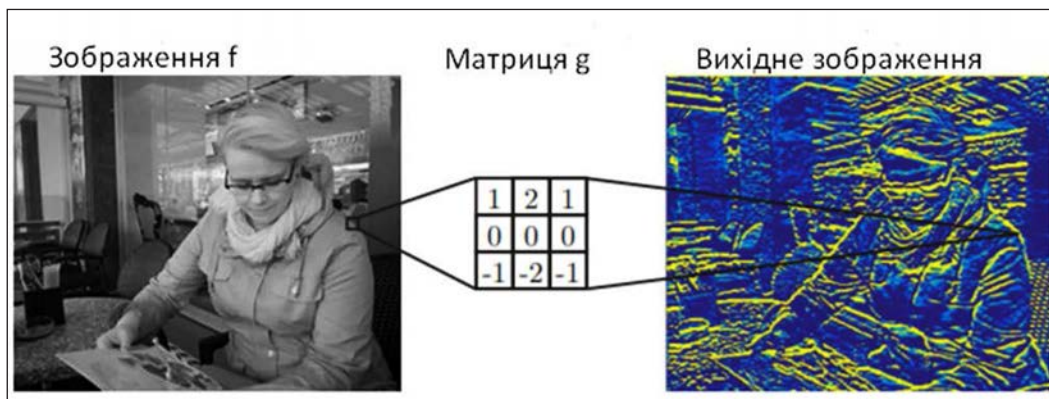 Зображення f
Матриця g
Вихідне зображення
1 2 1
0 0 0
-1 -2 -1